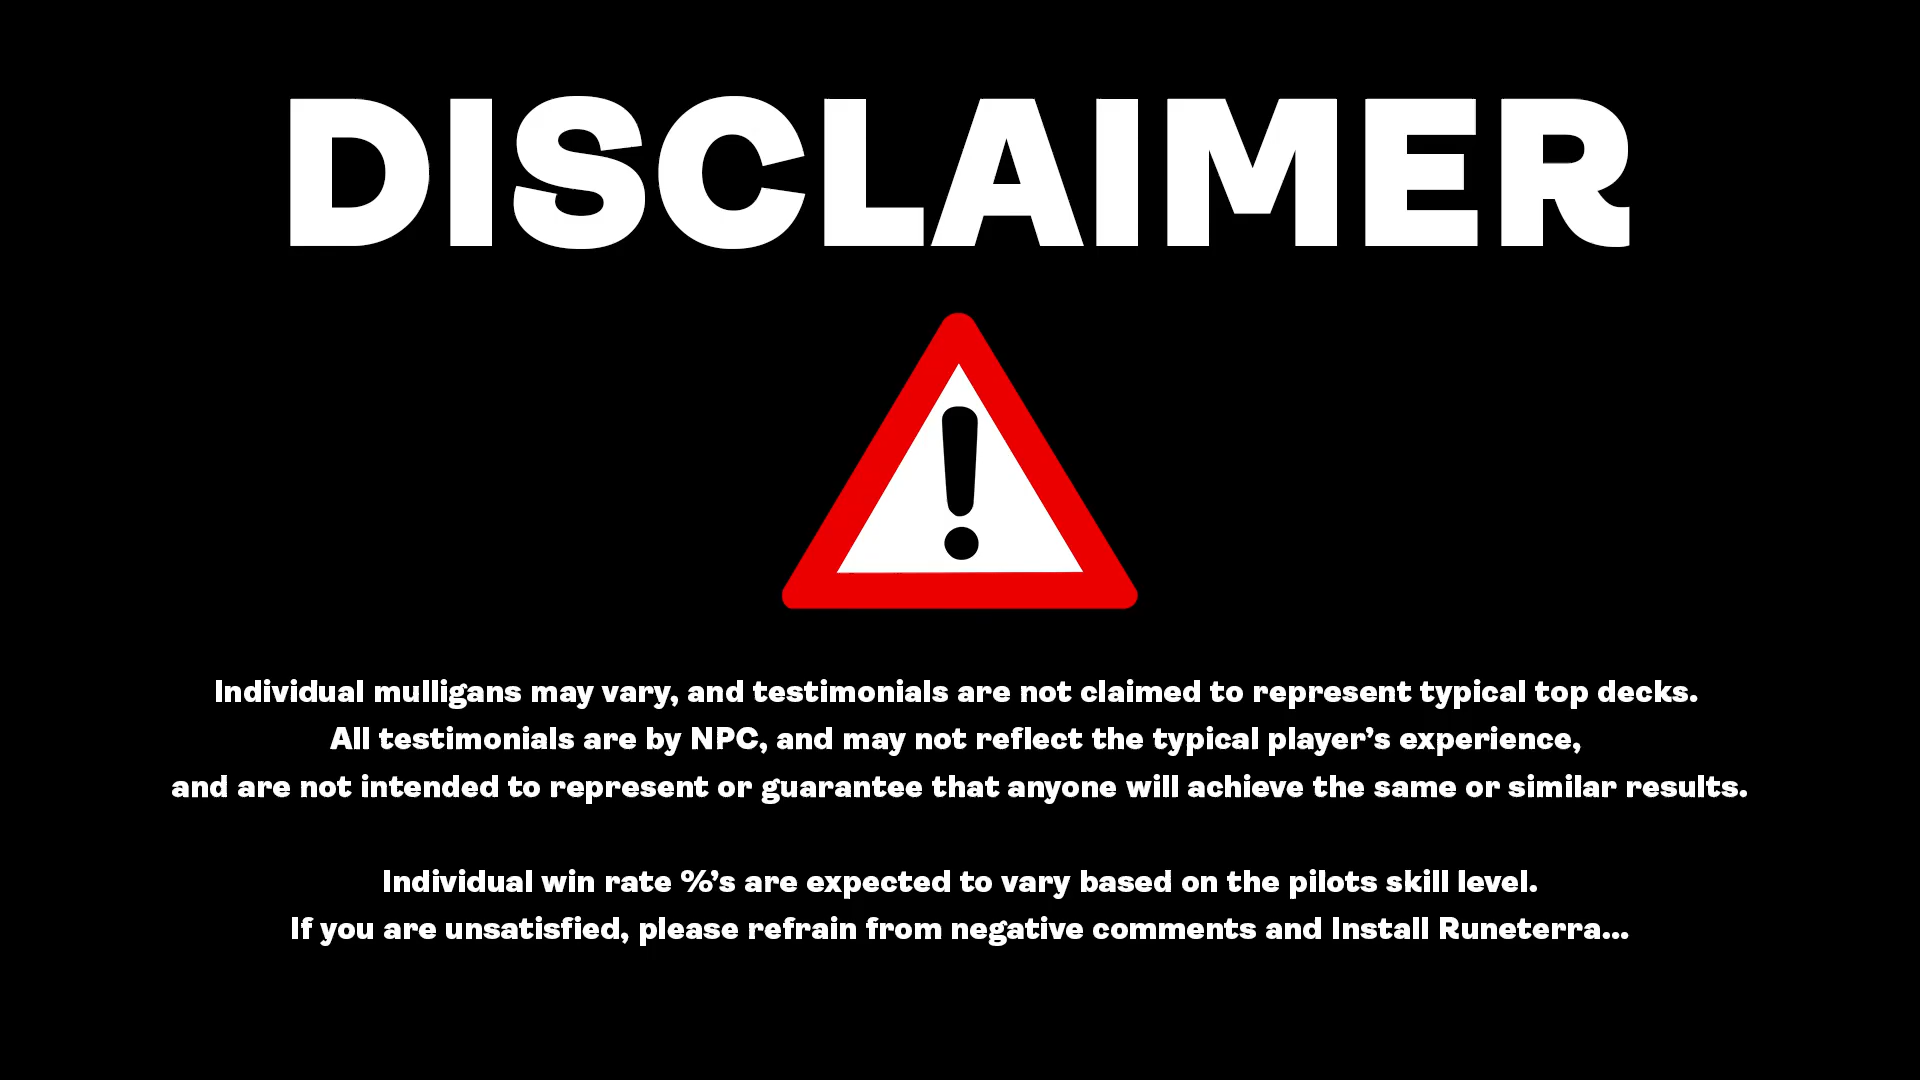 DISCLAIMER
!
Individual mulligans may vary, and testimonials are not claimed to represent typical top decks.
All testimonials are by NPC, and may not reflect the typical player’s experience,
and are not intended to represent or guarantee that anyone will achieve the same or similar results.
Individual win rate %’s are expected to vary based on the pilots skill level.
If you are unsatisfied, please refrain from negative comments and Install Runeterra...